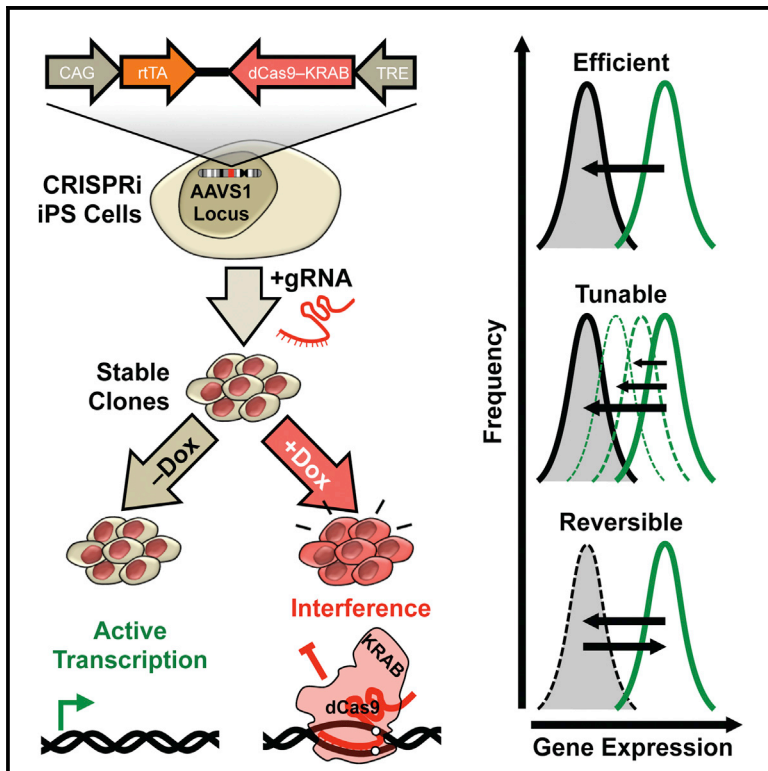 CAG rtTA dCas9–KRAB TRE
CRISPRi
iPS Cells
AAVS1
Locus
+gRNA
Stable
Clones
–Dox
+Dox
Active
Transcription
Interference
KRAB
dCas9
Frequency
Efficient
Tunable
Reversible
Gene Expression